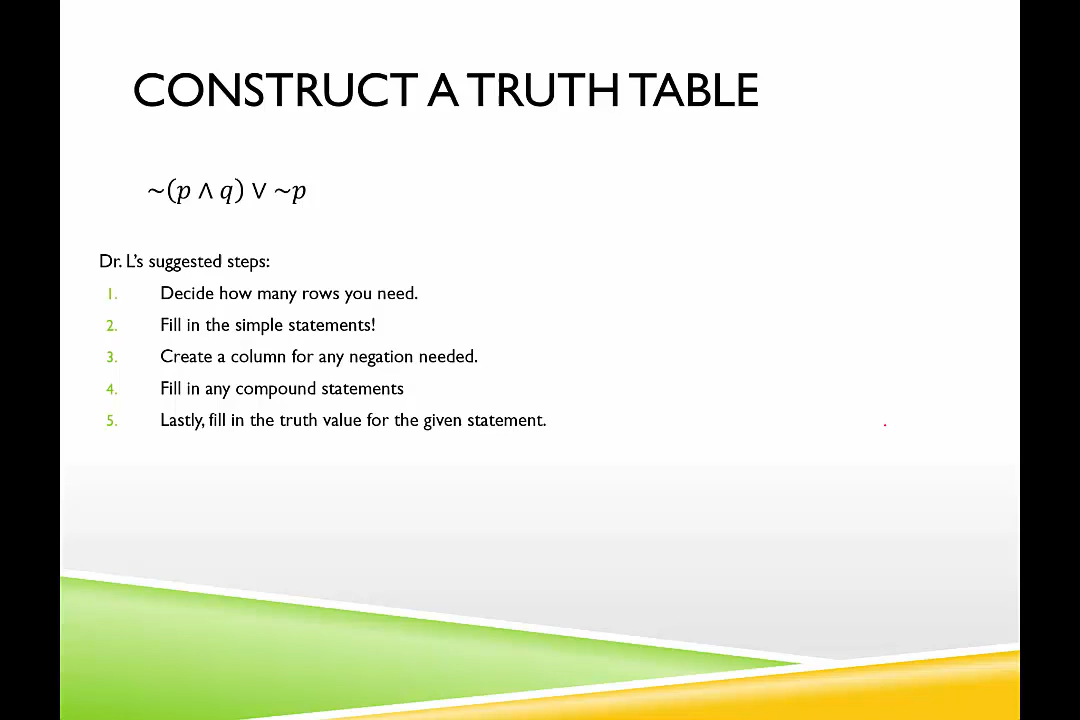 CONSTRUCT A TRUTH TABLE
~(p ∧ q) ∨ ~p
Dr. L's suggested steps:
1. Decide how many rows you need.
2. Fill in the simple statements!
3. Create a column for any negation needed.
4. Fill in any compound statements
5. Lastly, fill in the truth value for the given statement.